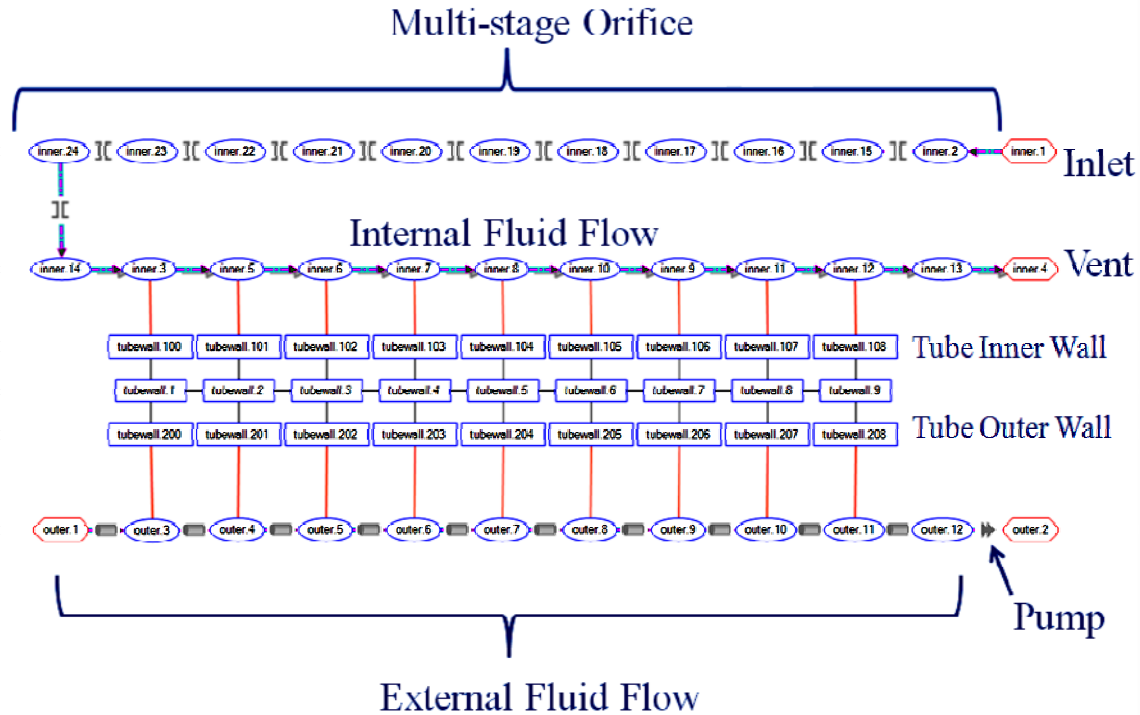 Multi-stage Orifice
inner.24 inner.23 inner.22 inner.21 inner.20 inner.19 inner.18 inner.17 inner.16 inner.15 inner.2 inner.1 Inlet
Internal Fluid Flow
inner.14 inner.3 inner.5 inner.6 inner.7 inner.8 inner.10 inner.9 inner.11 inner.12 inner.13 inner.4 Vent
tubewall.100 tubewall.101 tubewall.102 tubewall.103 tubewall.104 tubewall.105 tubewall.106 tubewall.107 tubewall.108 Tube Inner Wall
tubewall.1 tubewall.2 tubewall.3 tubewall.4 tubewall.5 tubewall.6 tubewall.7 tubewall.8 tubewall.9
tubewall.200 tubewall.201 tubewall.202 tubewall.203 tubewall.204 tubewall.205 tubewall.206 tubewall.207 tubewall.208 Tube Outer Wall
outer.1 outer.3 outer.4 outer.5 outer.6 outer.7 outer.8 outer.9 outer.10 outer.11 outer.12 outer.2
Pump
External Fluid Flow